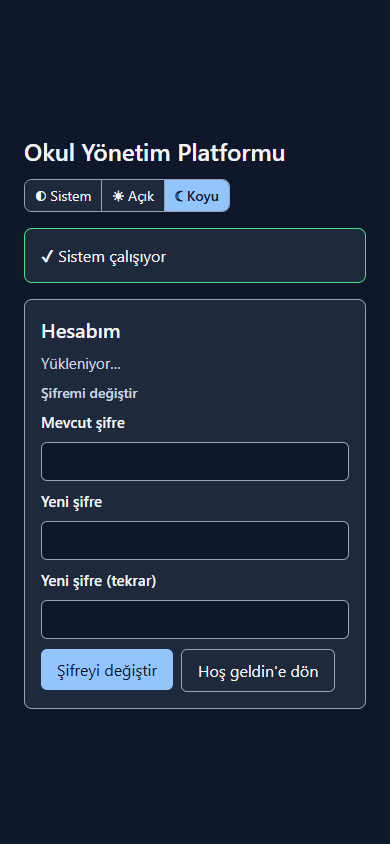 Okul Yönetim Platformu
◐ Sistem ☀ Açık ☾ Koyu
✓ Sistem çalışıyor
Hesabım
Yükleniyor...
Şifremi değiştir
Mevcut şifre
Yeni şifre
Yeni şifre (tekrar)
Şifreyi değiştir Hoş geldin'e dön